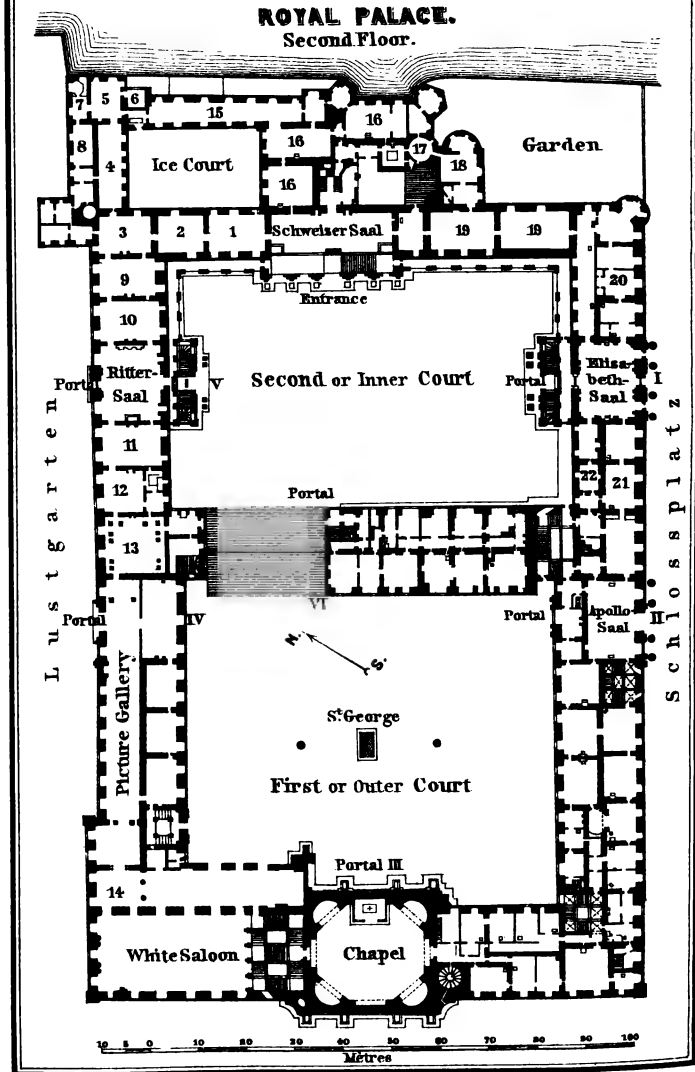 ROYAL PALACE.
Second Floor.
7
5
6
15
16
16
17
18
8
4
Ice Court
16
Garden
3
2
1
Schweiser Saal
19
19
9
Entrance
20
10
Portal
Ritter-
Saal
V
Second or Inner Court
Portal
Elisa-
beth-
Saal
I
11
12
22
21
Portal
13
Lustgarten
Schlossplatz
Portal
IV
VI
Portal
Apollo-
Saal
II
N.
S.
Picture Gallery
St. George
First or Outer Court
Portal III
14
White Saloon
Chapel
10 5 0 10 20 30 40 50 60 70 80 90 100
Mètres